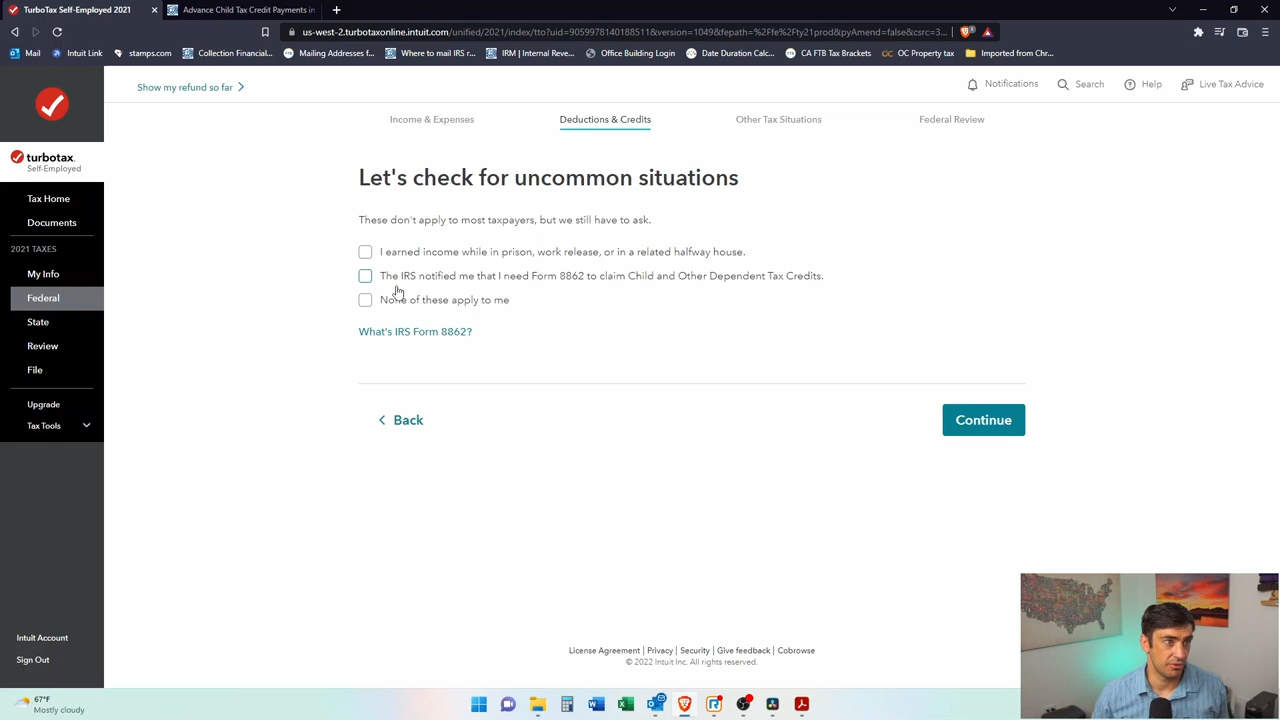 TurboTax Self-Employed 2021
Advance Child Tax Credit Payments in
us-west-2.turbotaxonline.intuit.com/unified/2021/index/tto?uid=9059978140188511&version=1049&fepath=%2Ffe%2Fty21prod&pyAmend=false&csrc=3...
Mail
Intuit Link
stamps.com
Collection Financial...
Mailing Addresses f...
Where to mail IRS r...
IRM | Internal Reve...
Office Building Login
Date Duration Calc...
CA FTB Tax Brackets
OC Property tax
Imported from Chr...
Show my refund so far
Notifications
Search
Help
Live Tax Advice
Income & Expenses
Deductions & Credits
Other Tax Situations
Federal Review
turbotax
Self-Employed
Tax Home
Documents
2021 TAXES
My Info
Federal
State
Review
File
Upgrade
Tax Tools
Intuit Account
Sign Out
Let's check for uncommon situations
These don't apply to most taxpayers, but we still have to ask.
I earned income while in prison, work release, or in a related halfway house.
The IRS notified me that I need Form 8862 to claim Child and Other Dependent Tax Credits.
None of these apply to me
What's IRS Form 8862?
Back
Continue
License Agreement | Privacy | Security | Give feedback | Cobrowse
© 2022 Intuit Inc. All rights reserved.
67°F
Mostly cloudy